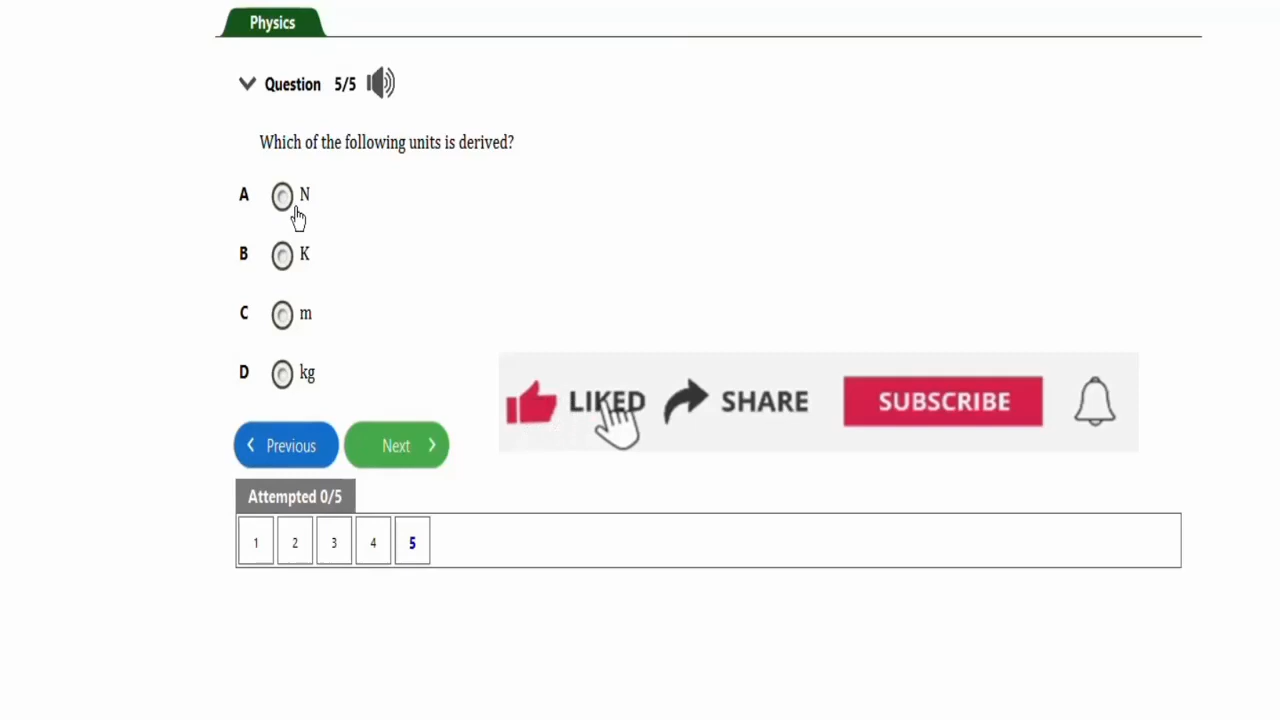 Physics
Question 5/5
Which of the following units is derived?
A N
B K
C m
D kg
LIKED SHARE SUBSCRIBE
Previous Next
Attempted 0/5
1 2 3 4 5